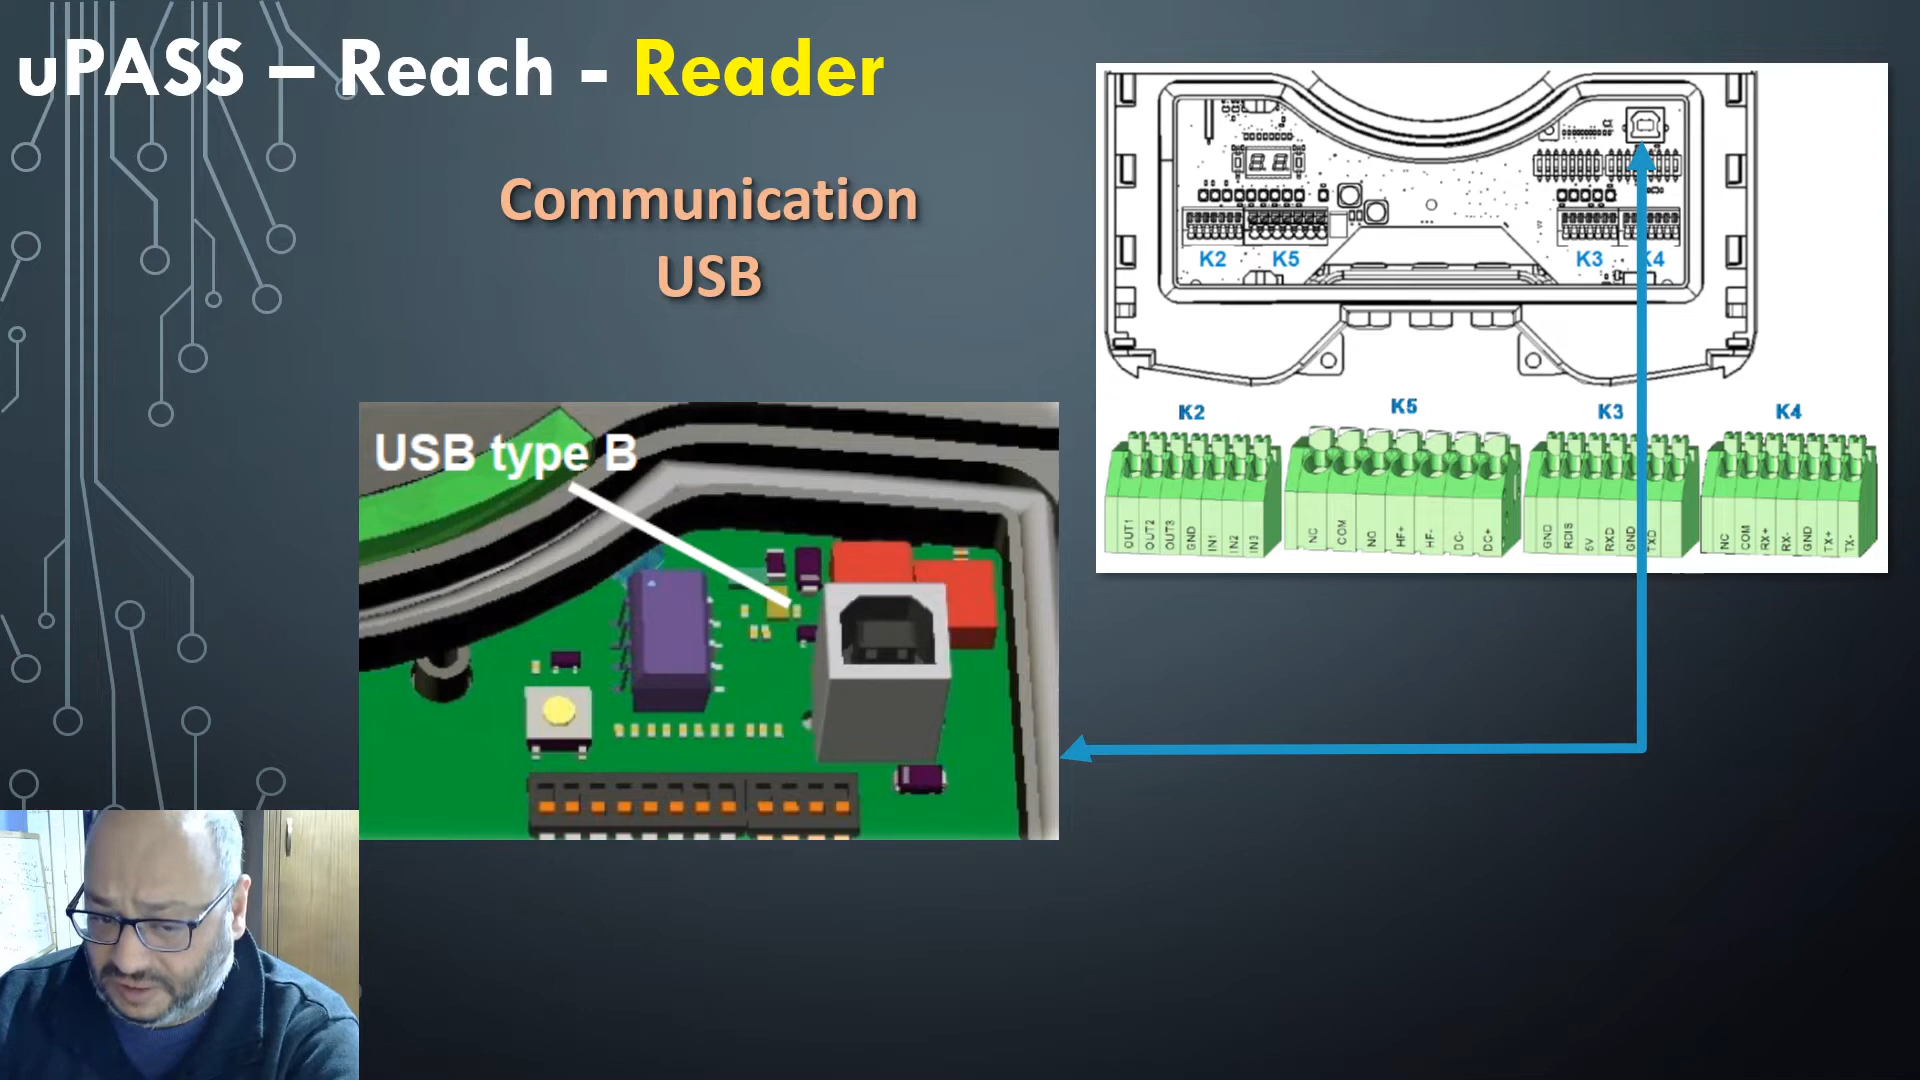 uPASS – Reach - Reader
Communication
USB
USB type B
K2 K5 K3 K4
K2 K5 K3 K4
OUT1 OUT2 OUT3 GND IN1 IN2 IN3
NC COM NO HF+ HF- DC- DC+
GND RDIS 5V RXD GND TXD
NC COM RX+ RX- GND TX+ TX-